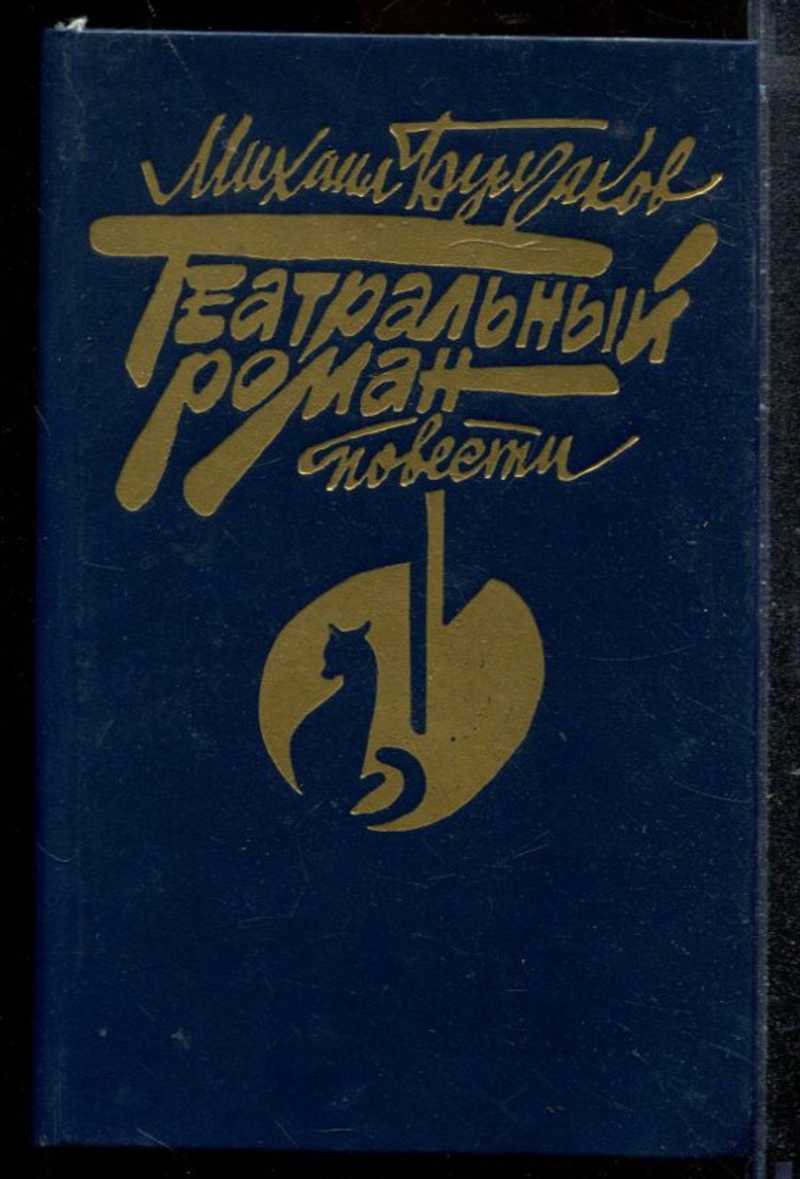 Михаил Булгаков
Театральный
роман
повести